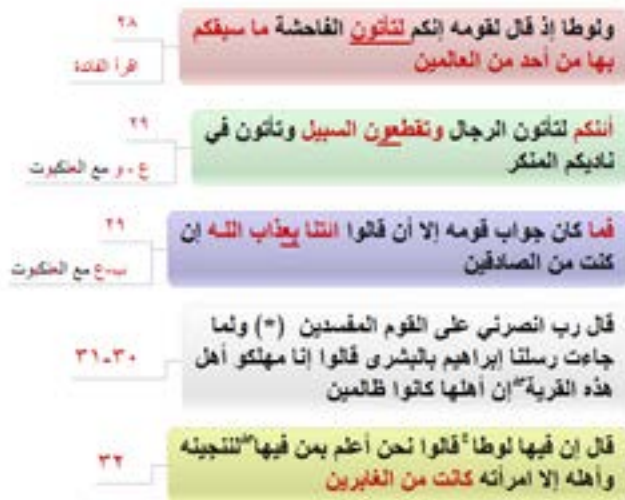 ولوطا إذ قال لقومه إنكم لتأتون الفاحشة ما سبقكم
بها من أحد من العالمين
٢٨
اقرأ الفائدة
أئنكم لتأتون الرجال وتقطعون السبيل وتأتون في
ناديكم المنكر
٢٩
ع - و مع العنكبوت
فما كان جواب قومه إلا أن قالوا ائتنا بعذاب الله إن
كنت من الصادقين
٢٩
ب-ع مع العنكبوت
قال رب انصرني على القوم المفسدين (*) ولما
جاءت رسلنا إبراهيم بالبشرى قالوا إنا مهلكو أهل
هذه القرية إن أهلها كانوا ظالمين
٣٠-٣١
قال إن فيها لوطا قالوا نحن أعلم بمن فيها لننجينه
وأهله إلا امرأته كانت من الغابرين
٣٢